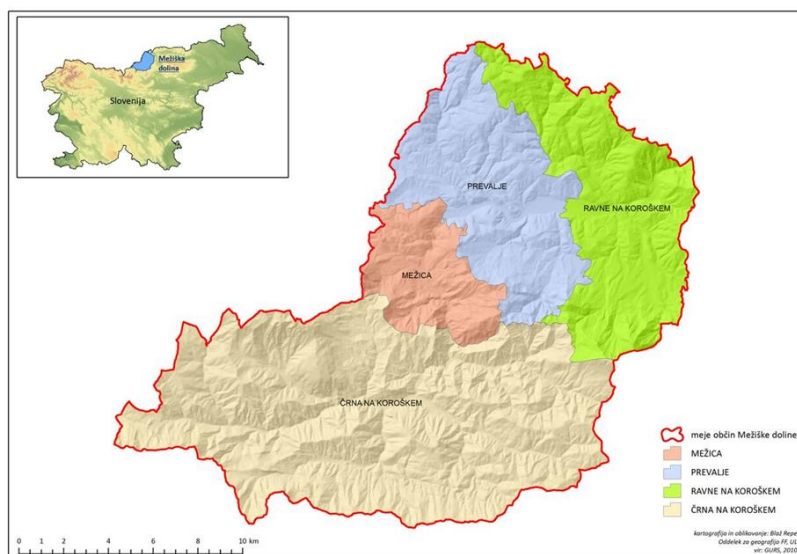 Mežiška
dolina
Slovenija
PREVALJE
RAVNE NA KOROŠKEM
MEŽICA
ČRNA NA KOROŠKEM
meje občin Mežiške doline
MEŽICA
PREVALJE
RAVNE NA KOROŠKEM
ČRNA NA KOROŠKEM
0 1 2 4 6 8 10 km
kartografija in oblikovanje: Blaž Repe
Oddelek za geografijo FF, UL
vir: GURS, 2010